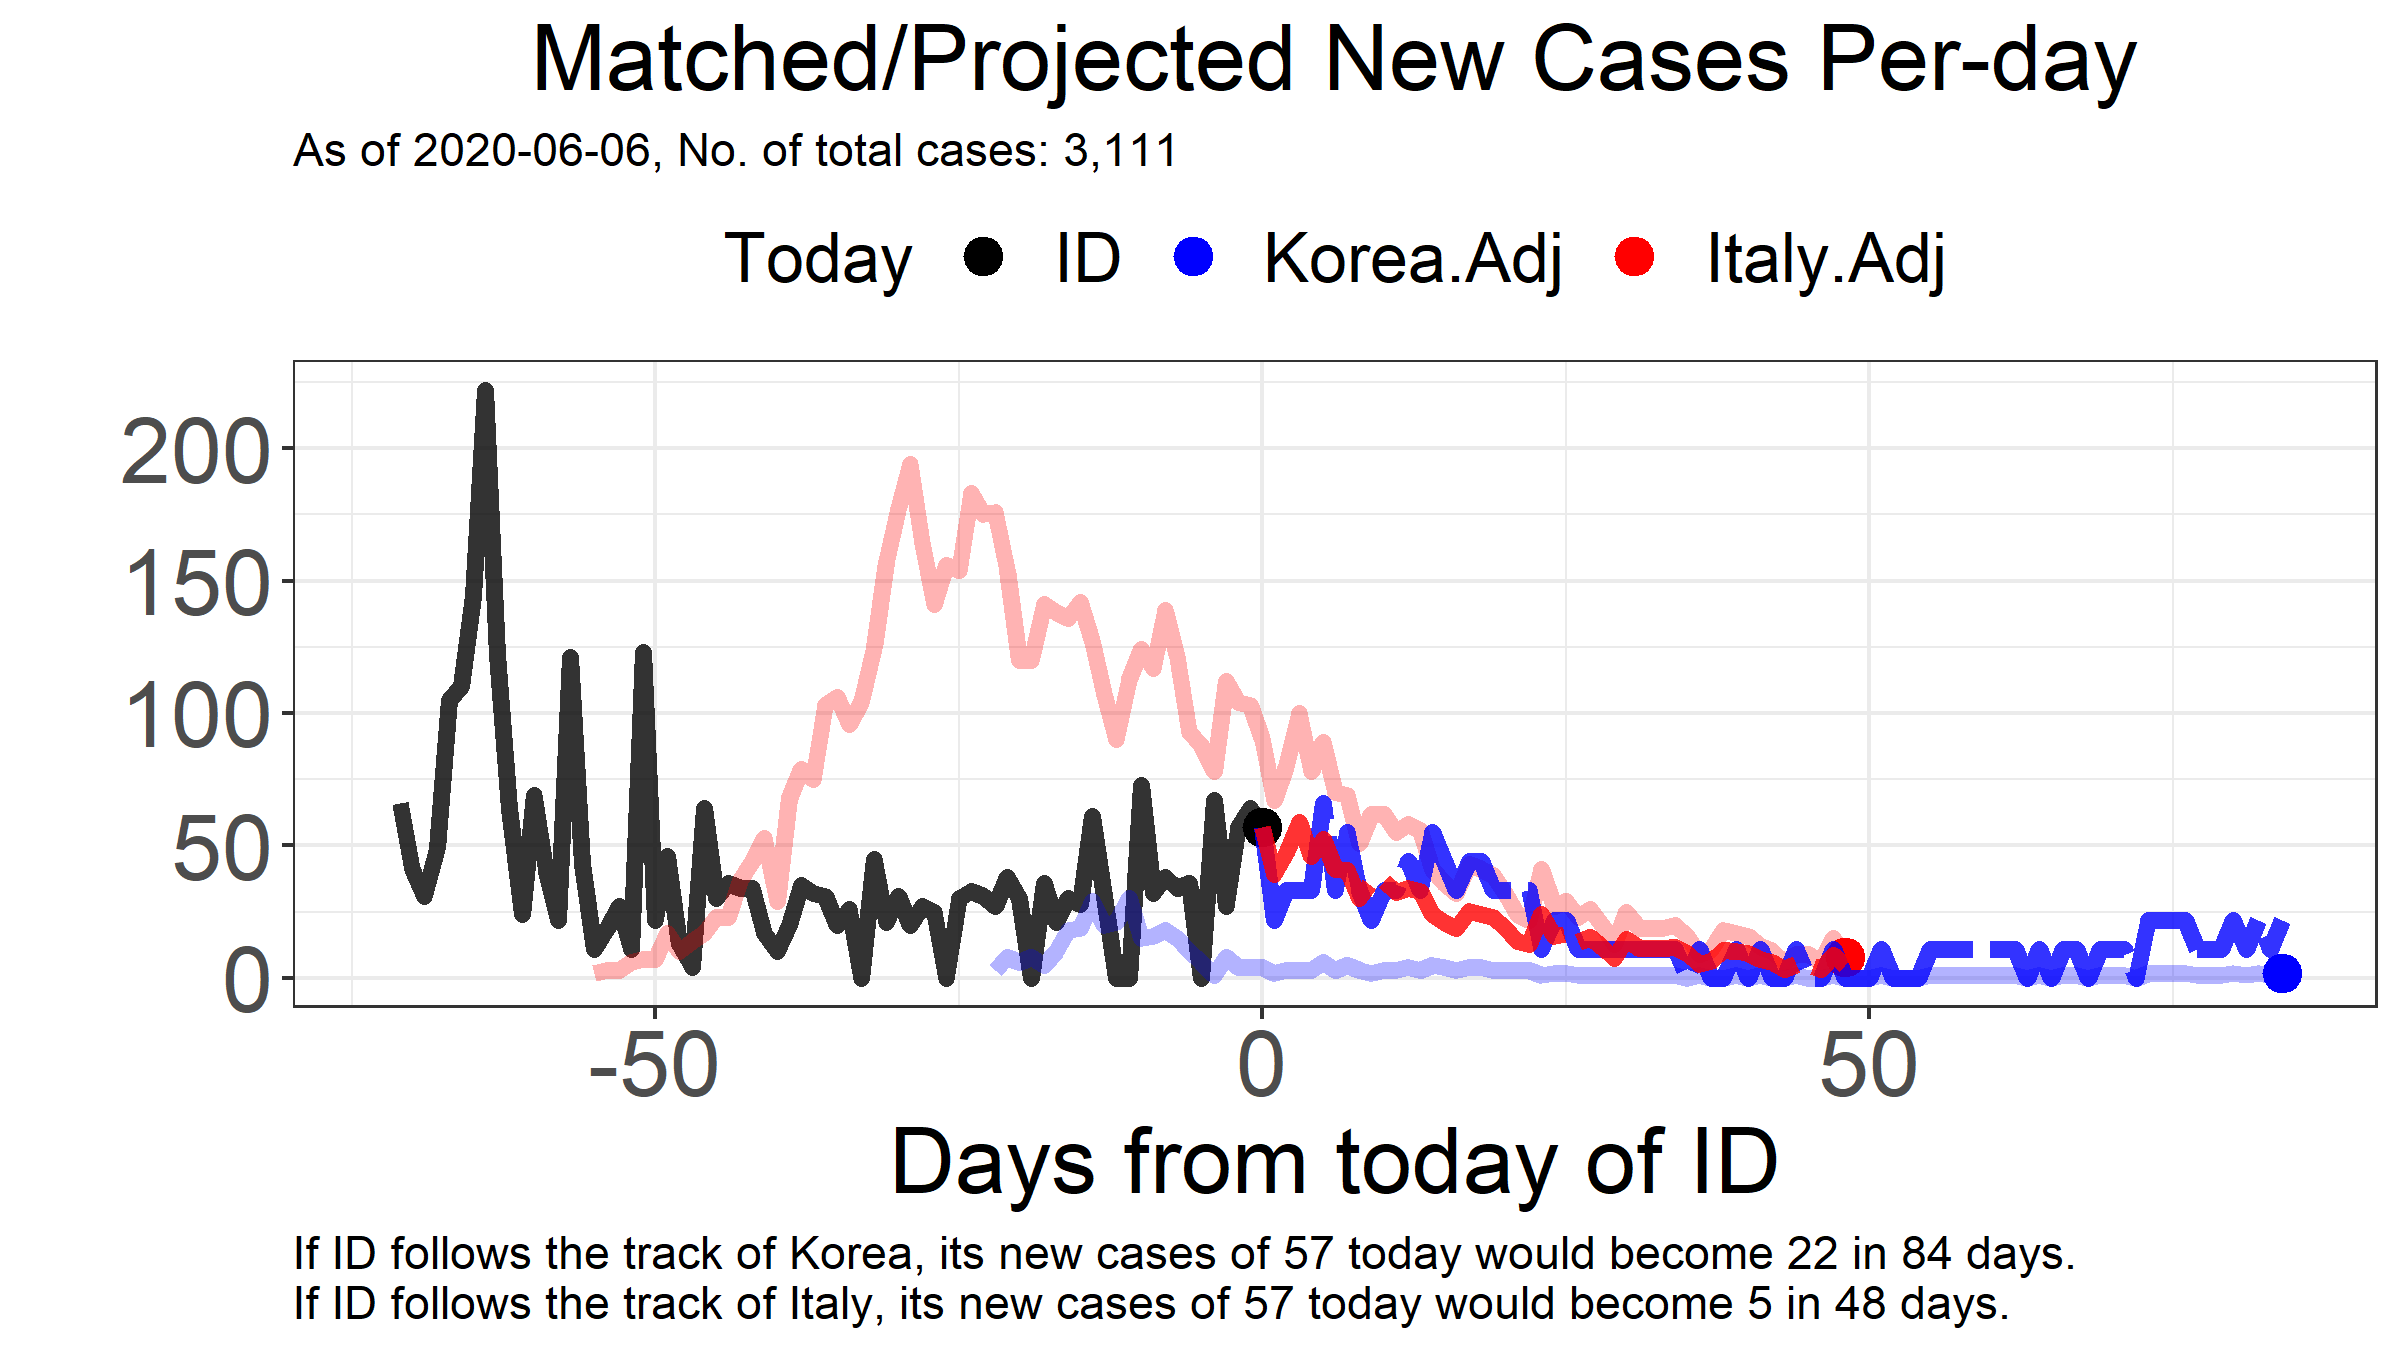 Matched/Projected New Cases Per-day
As of 2020-06-06, No. of total cases: 3,111
Today ID Korea.Adj Italy.Adj
200
150
100
50
0
-50 0 50
Days from today of ID
If ID follows the track of Korea, its new cases of 57 today would become 22 in 84 days.
If ID follows the track of Italy, its new cases of 57 today would become 5 in 48 days.